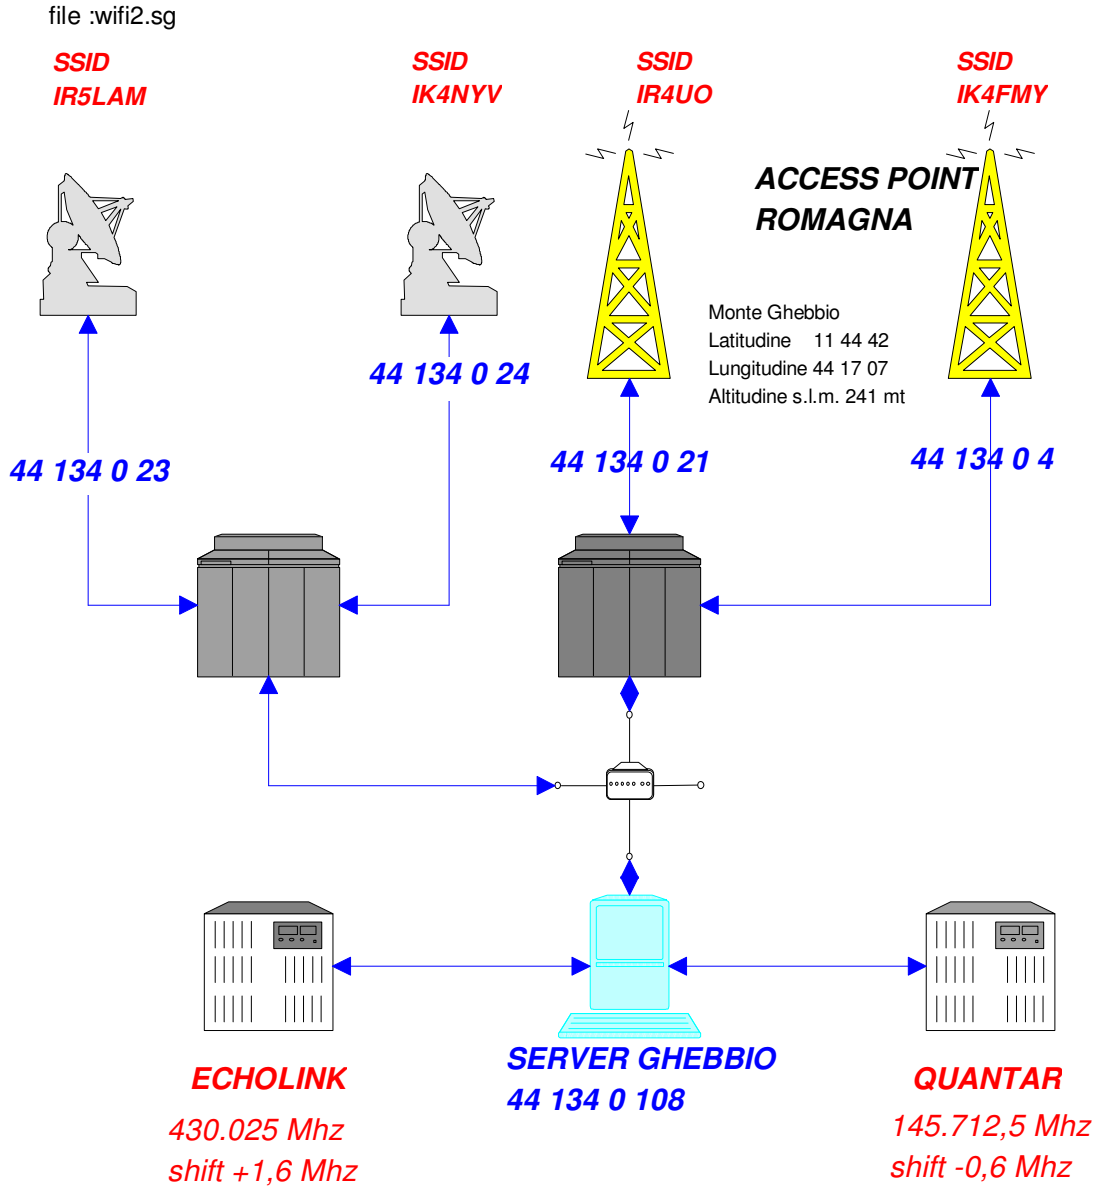 file :wifi2.sg
SSID
IR5LAM
SSID
IK4NYV
SSID
IR4UO
SSID
IK4FMY
ACCESS POINT
ROMAGNA
Monte Ghebbio
Latitudine 11 44 42
Lungitudine 44 17 07
Altitudine s.l.m. 241 mt
44 134 0 24
44 134 0 23
44 134 0 21
44 134 0 4
SERVER GHEBBIO
44 134 0 108
ECHOLINK
430.025 Mhz
shift +1,6 Mhz
QUANTAR
145.712,5 Mhz
shift -0,6 Mhz